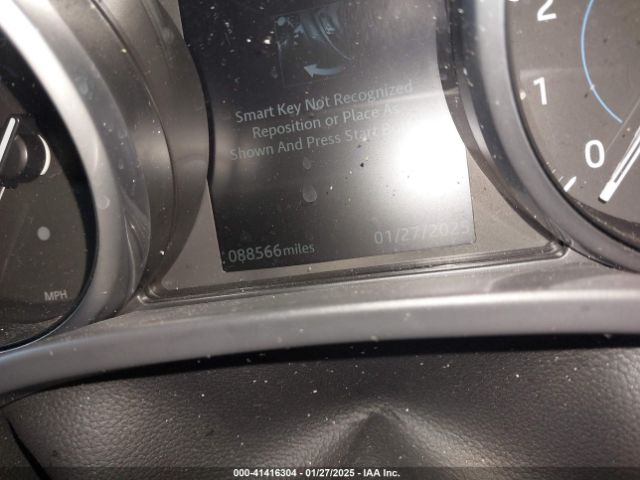 2
1
0
Smart Key Not Recognized
Reposition or Place As
Shown And Press Start
088566miles 01/27/2025
MPH
000-41416304 - 01/27/2025 - IAA Inc.